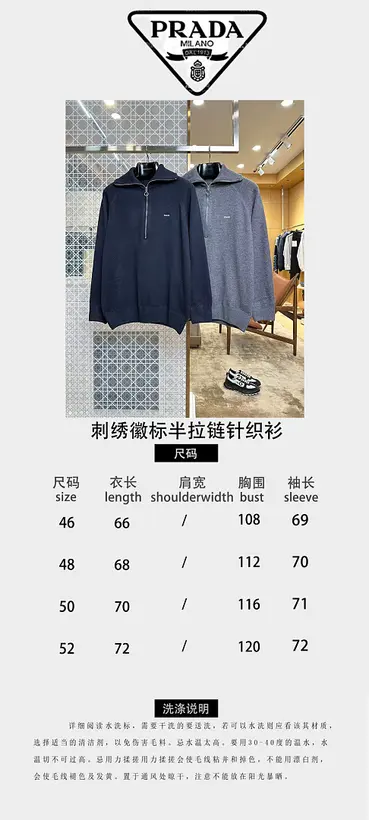 PRADA
MILANO
DAL 1913
刺绣徽标半拉链针织衫
尺码
尺码 衣长 肩宽 胸围 袖长
size length shoulderwidth bust sleeve
46 66 / 108 69
48 68 / 112 70
50 70 / 116 71
52 72 / 120 72
洗涤说明
详细阅读水洗标，需要干洗的要送洗，若可以水洗则应看该其材质，
选择适当的清洁剂，以免伤害毛料。总水温太高。要用30-40度的温水，水
温切不可过高。总用力揉搓用力揉搓会使毛线粘并和掉色，不能用漂白剂，
会使毛线褪色及发黄。置于通风处晾干，注意不能放在阳光暴晒。